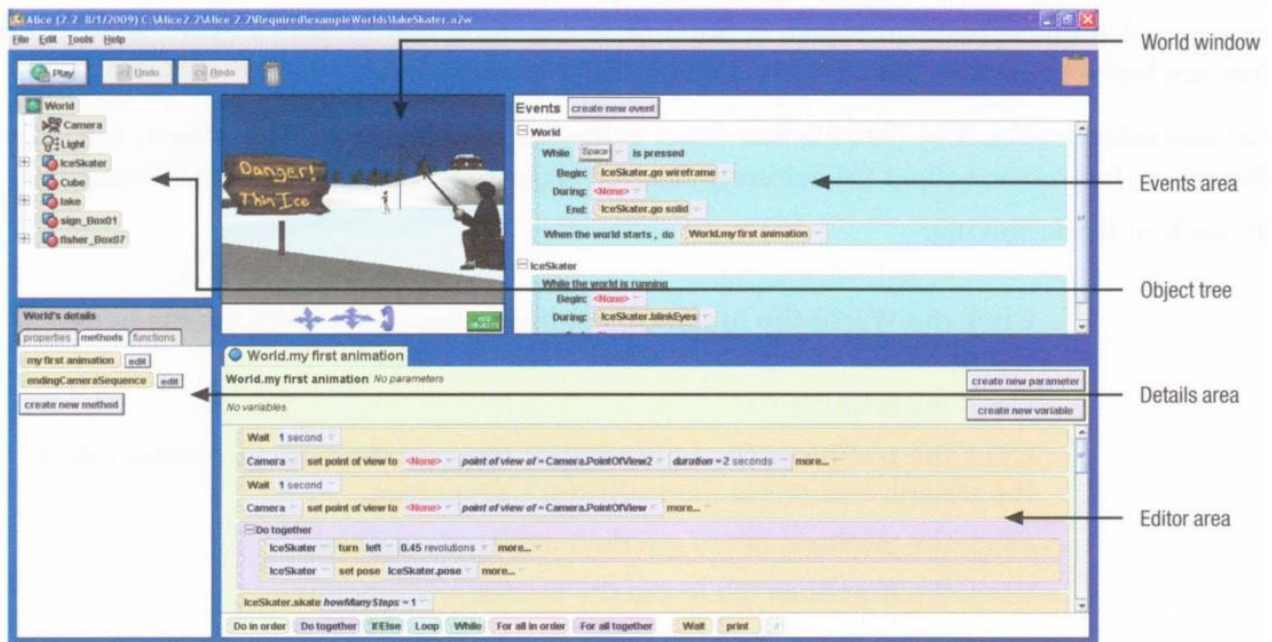 Alice (2.2 8/1/2009) C:\Alice2.2\Alice 2.2\Required\exampleWorlds\lakeSkater.a2w
File Edit Tools Help
Play Undo Redo
World
Camera
Light
IceSkater
Cube
lake
sign_Box01
fisher_Box07
Danger!
Thin Ice
ADD OBJECTS
Events create new event
World
While Space is pressed
Begin: IceSkater.go wireframe
During: <None>
End: IceSkater.go solid
When the world starts , do World.my first animation
IceSkater
While the world is running
Begin: <None>
During: IceSkater.blinkEyes
World's details
properties methods functions
my first animation edit
endingCameraSequence edit
create new method
World.my first animation
World.my first animation No parameters create new parameter
No variables create new variable
Wait 1 second
Camera set point of view to <None> point of view of = Camera.PointOfView2 duration = 2 seconds more...
Wait 1 second
Camera set point of view to <None> point of view of = Camera.PointOfView more...
Do together
IceSkater turn left 0.45 revolutions more...
IceSkater set pose IceSkater.pose more...
IceSkater.skate howManySteps = 1
Do in order Do together If/Else Loop While For all in order For all together Wait print //
World window
Events area
Object tree
Details area
Editor area